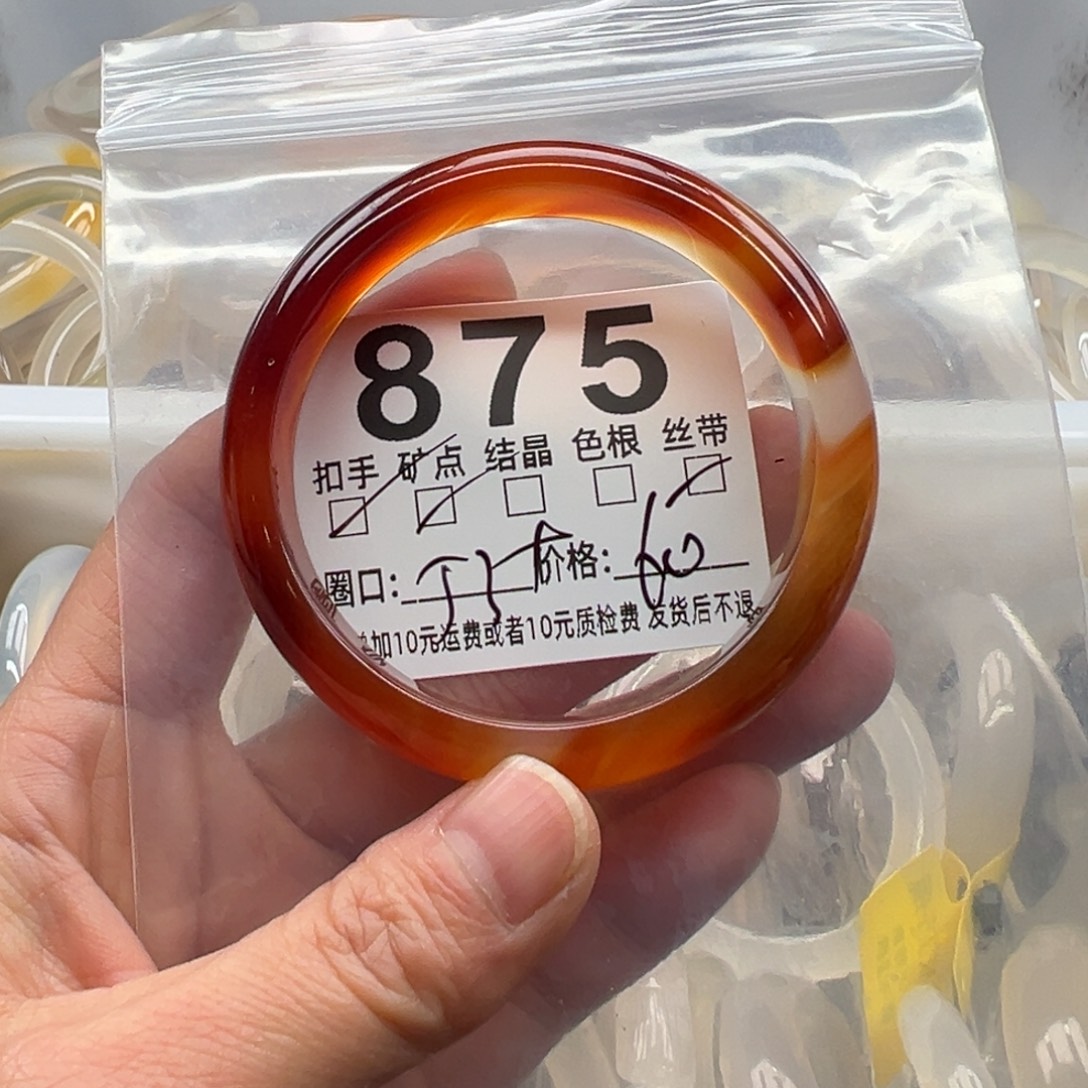 875
扣手 矿点 结晶 色根 丝带
圈口: 价格: 60
加10元运费或者10元质检费 发货后不退